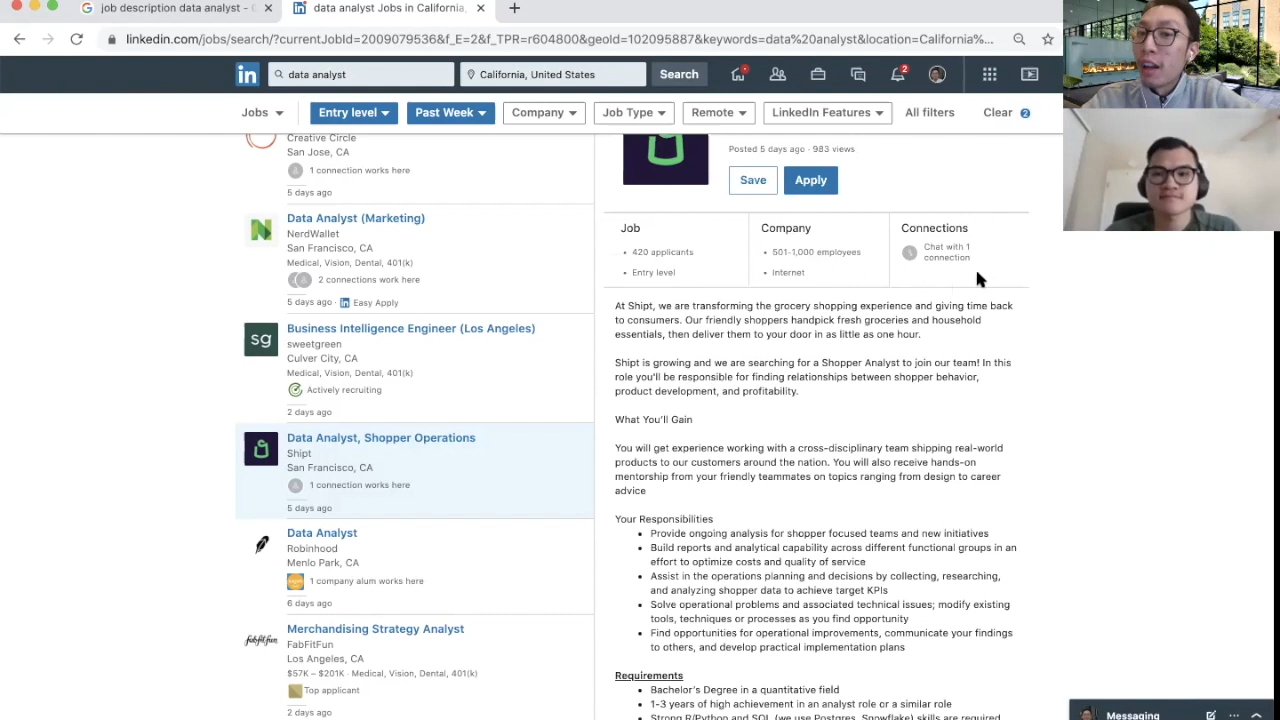 job description data analyst -
data analyst Jobs in California,
linkedin.com/jobs/search/?currentJobId=2009079536&f_E=2&f_TPR=r604800&geoId=102095887&keywords=data%20analyst&location=California%...
in
data analyst
California, United States
Search
2
Jobs
Entry level
Past Week
Company
Job Type
Remote
LinkedIn Features
All filters
Clear
2
Creative Circle
San Jose, CA
1 connection works here
5 days ago
Data Analyst (Marketing)
NerdWallet
San Francisco, CA
Medical, Vision, Dental, 401(k)
2 connections work here
5 days ago · in Easy Apply
sg
Business Intelligence Engineer (Los Angeles)
sweetgreen
Culver City, CA
Medical, Vision, Dental, 401(k)
Actively recruiting
2 days ago
Data Analyst, Shopper Operations
Shipt
San Francisco, CA
1 connection works here
5 days ago
Data Analyst
Robinhood
Menlo Park, CA
1 company alum works here
6 days ago
fabfitfun
Merchandising Strategy Analyst
FabFitFun
Los Angeles, CA
$57K – $201K · Medical, Vision, Dental, 401(k)
Top applicant
2 days ago
Posted 5 days ago · 983 views
Save
Apply
Job
• 420 applicants
• Entry level
Company
• 501-1,000 employees
• Internet
Connections
Chat with 1
connection
At Shipt, we are transforming the grocery shopping experience and giving time back
to consumers. Our friendly shoppers handpick fresh groceries and household
essentials, then deliver them to your door in as little as one hour.
Shipt is growing and we are searching for a Shopper Analyst to join our team! In this
role you'll be responsible for finding relationships between shopper behavior,
product development, and profitability.
What You'll Gain
You will get experience working with a cross-disciplinary team shipping real-world
products to our customers around the nation. You will also receive hands-on
mentorship from your friendly teammates on topics ranging from design to career
advice
Your Responsibilities
• Provide ongoing analysis for shopper focused teams and new initiatives
• Build reports and analytical capability across different functional groups in an
effort to optimize costs and quality of service
• Assist in the operations planning and decisions by collecting, researching,
and analyzing shopper data to achieve target KPIs
• Solve operational problems and associated technical issues; modify existing
tools, techniques or processes as you find opportunity
• Find opportunities for operational improvements, communicate your findings
to others, and develop practical implementation plans
Requirements
• Bachelor's Degree in a quantitative field
• 1-3 years of high achievement in an analyst role or a similar role
• Strong R/Python and SQL (we use Postgres, Snowflake) skills are required
Messaging